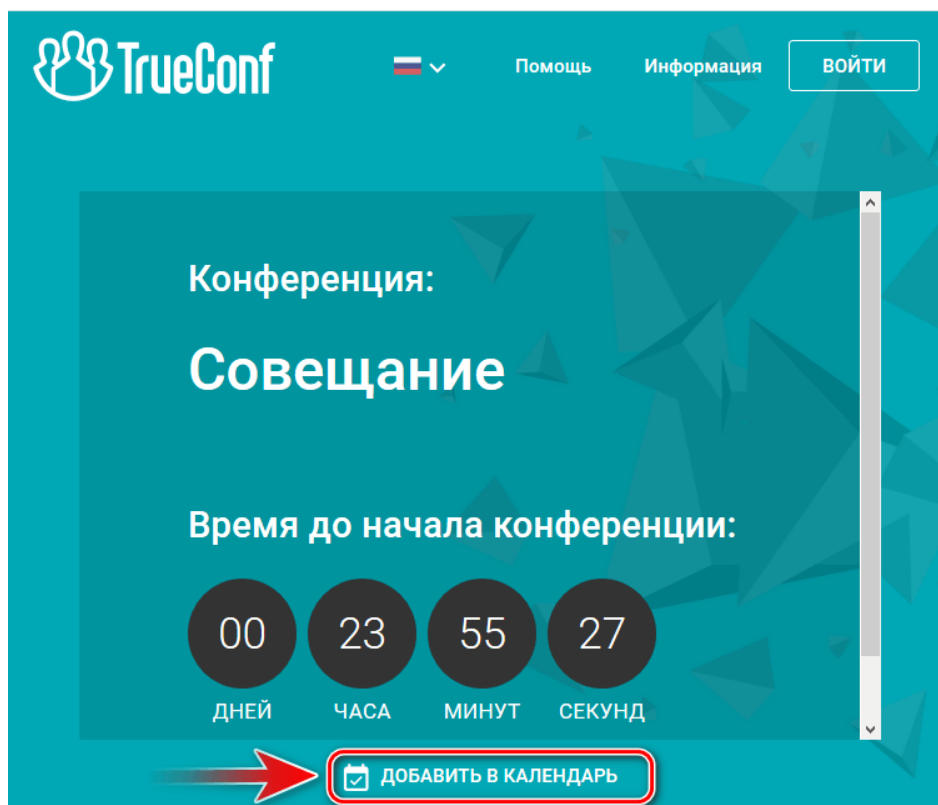 TrueConf Помощь Информация ВОЙТИ
Конференция:
Совещание
Время до начала конференции:
00 23 55 27
ДНЕЙ ЧАСА МИНУТ СЕКУНД
ДОБАВИТЬ В КАЛЕНДАРЬ